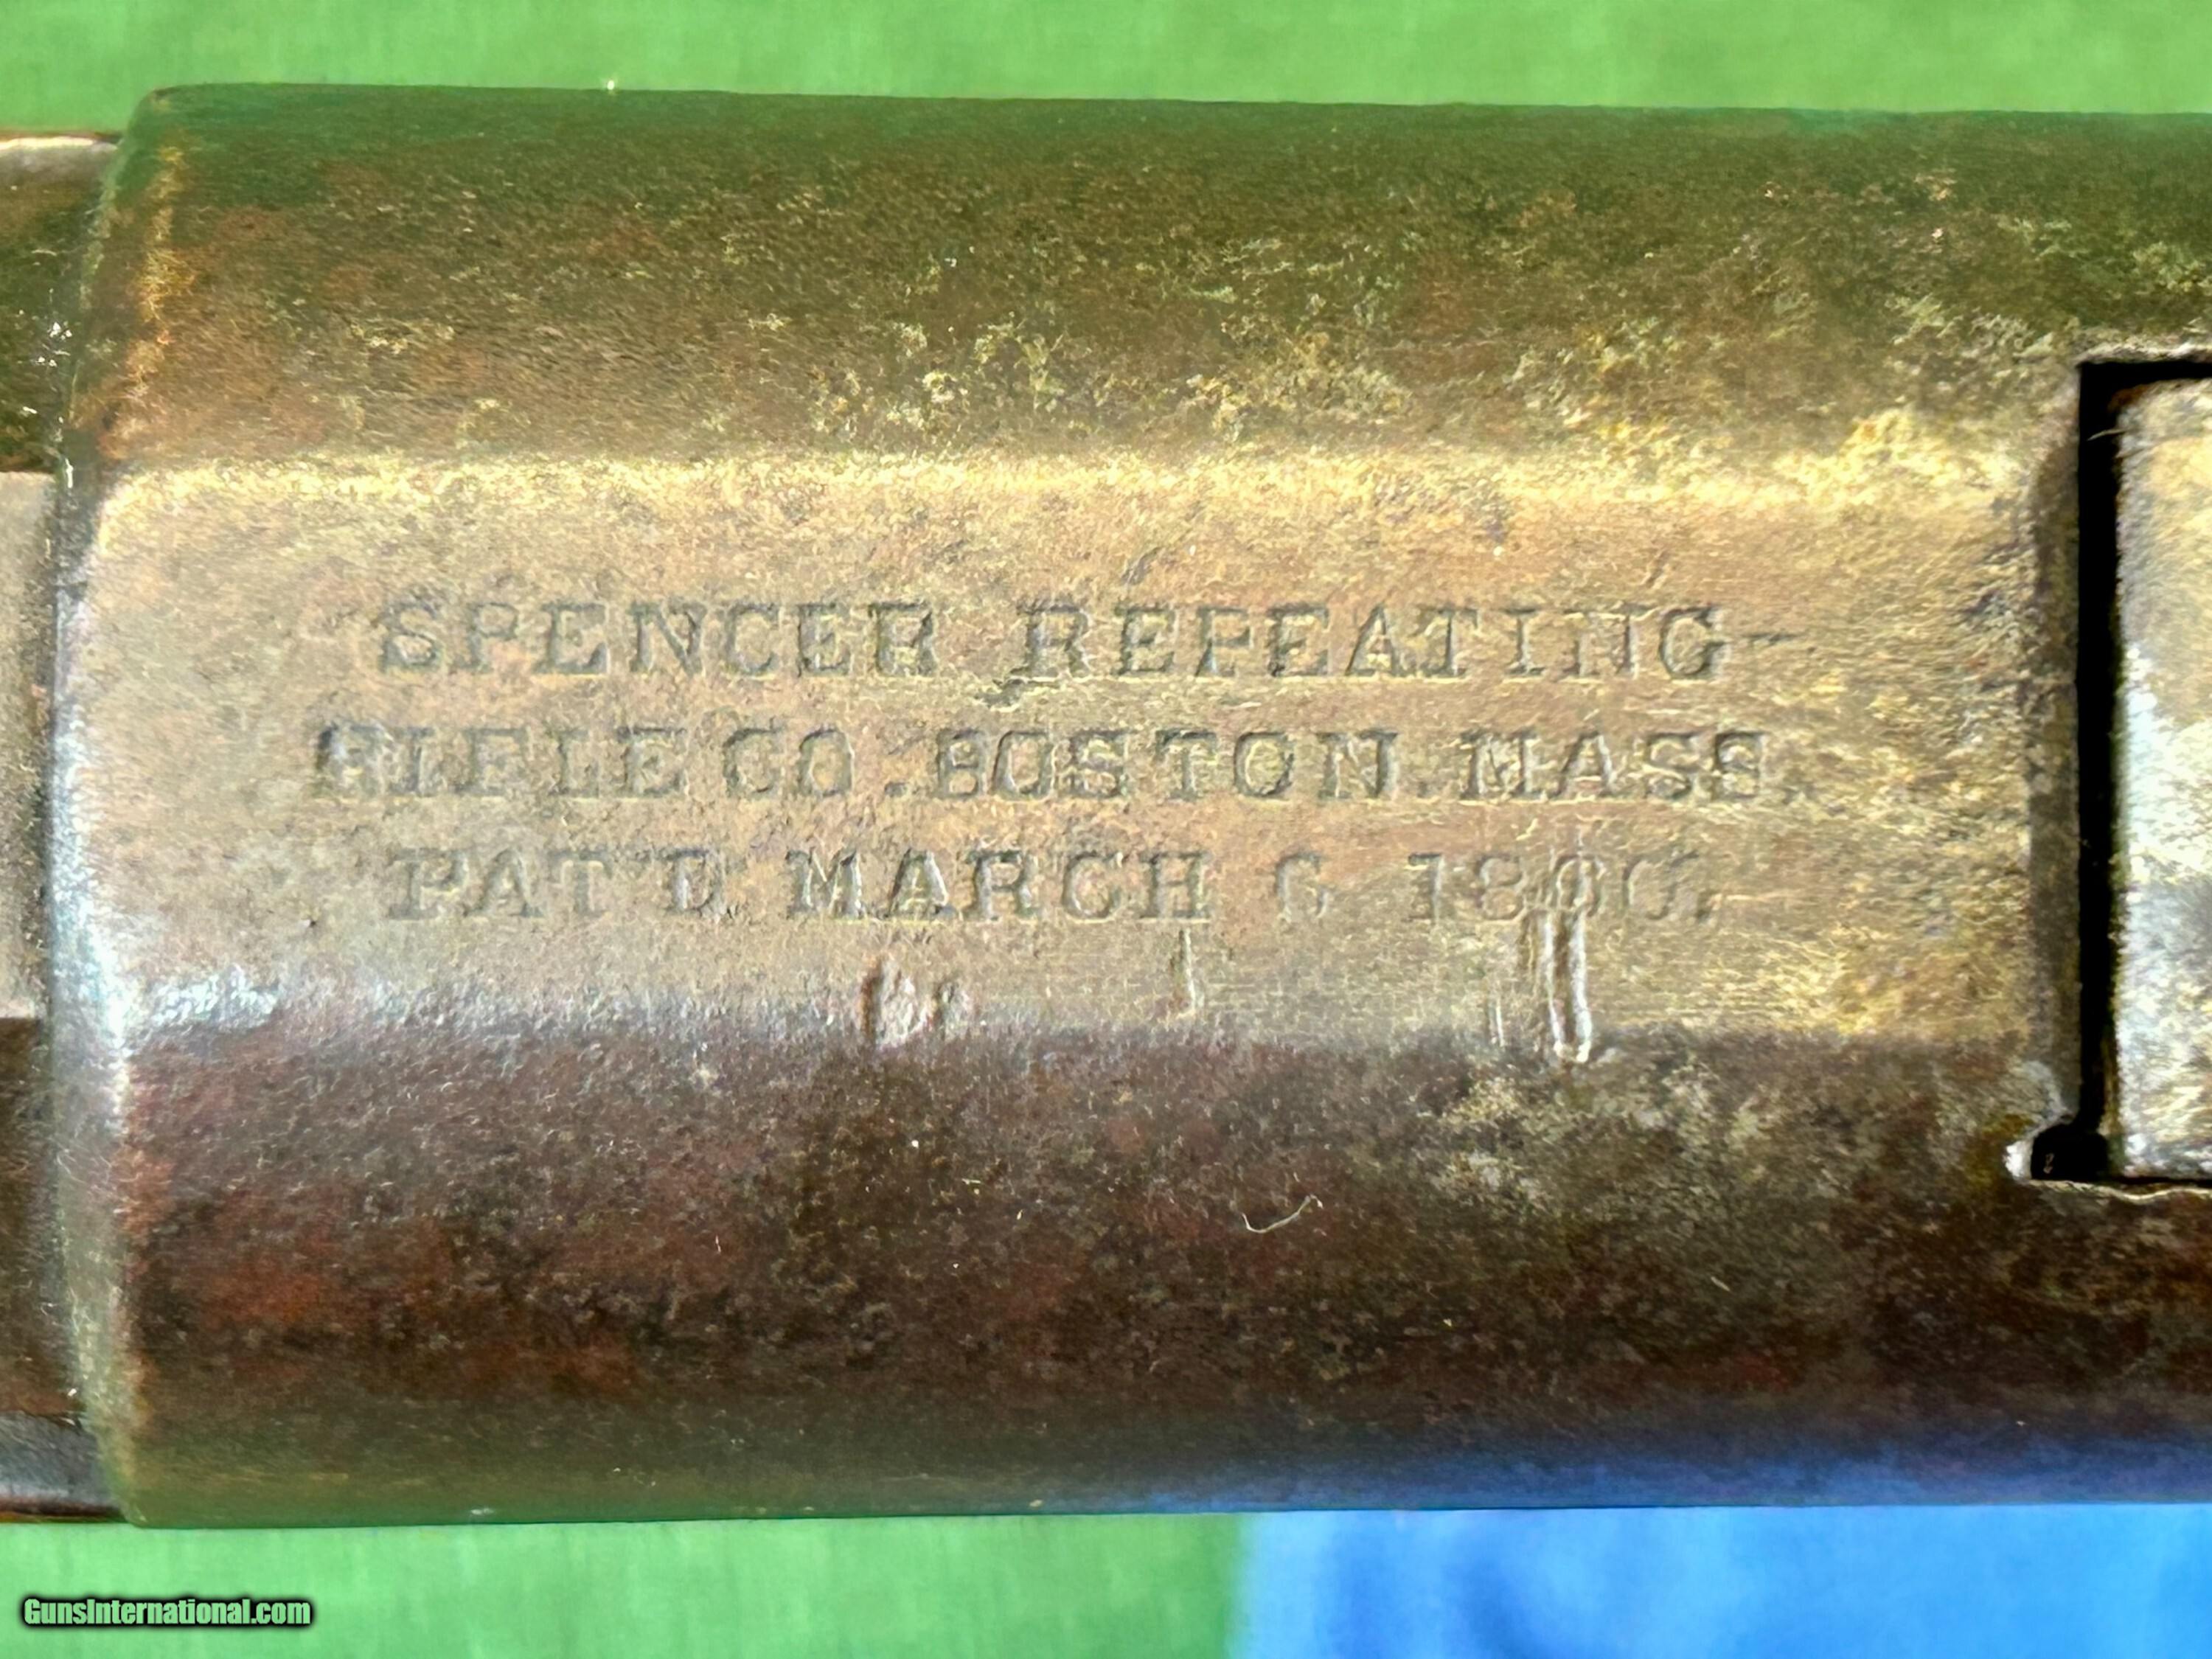 SPENCER REPEATING
RIFLE CO. BOSTON. MASS.
PAT'D MARCH 6 1860.
GunsInternational.com